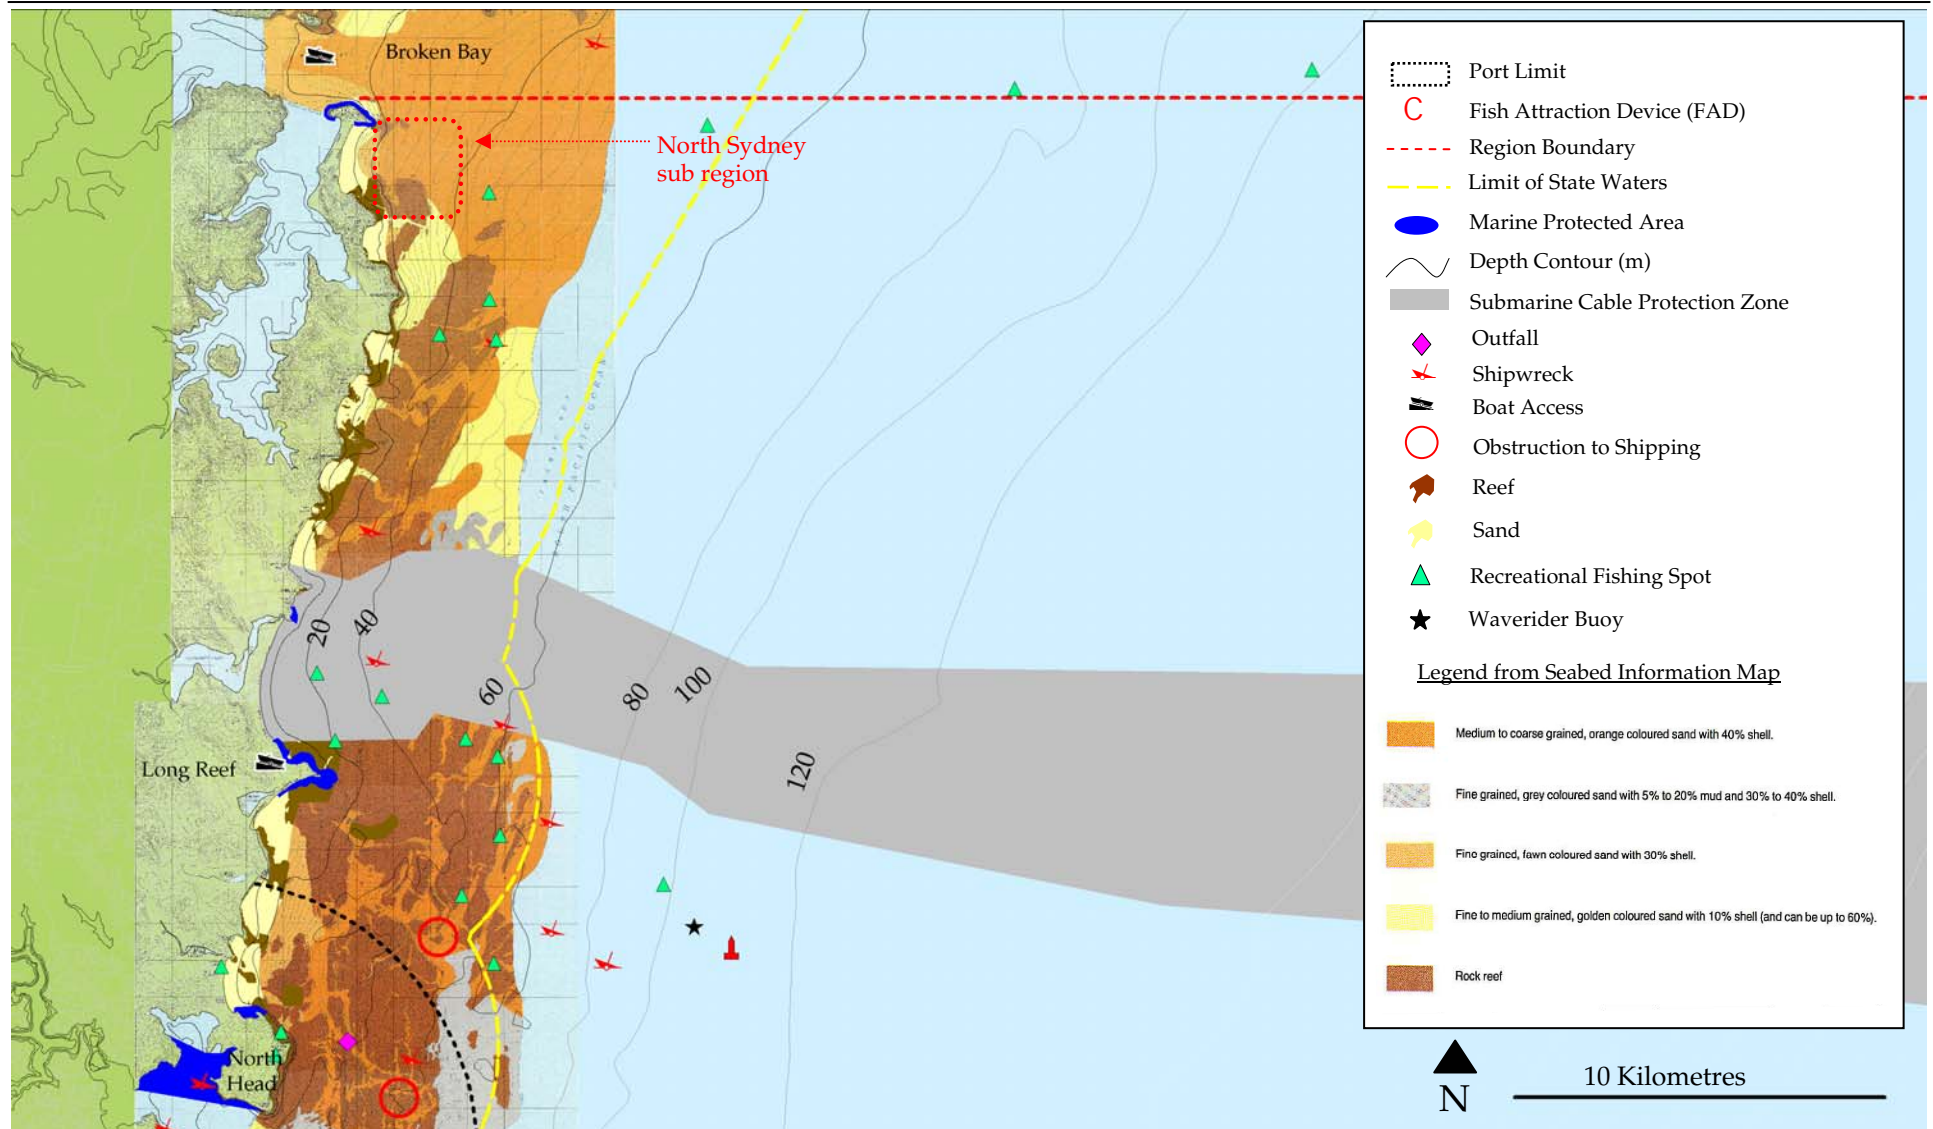 Broken Bay
North Sydney
sub region
20
40
60
80
100
120
Long Reef
North
Head
Port Limit
C Fish Attraction Device (FAD)
Region Boundary
Limit of State Waters
Marine Protected Area
Depth Contour (m)
Submarine Cable Protection Zone
Outfall
Shipwreck
Boat Access
Obstruction to Shipping
Reef
Sand
Recreational Fishing Spot
Waverider Buoy
Legend from Seabed Information Map
Medium to coarse grained, orange coloured sand with 40% shell.
Fine grained, grey coloured sand with 5% to 20% mud and 30% to 40% shell.
Fine grained, fawn coloured sand with 30% shell.
Fine to medium grained, golden coloured sand with 10% shell (and can be up to 60%).
Rock reef
N
10 Kilometres